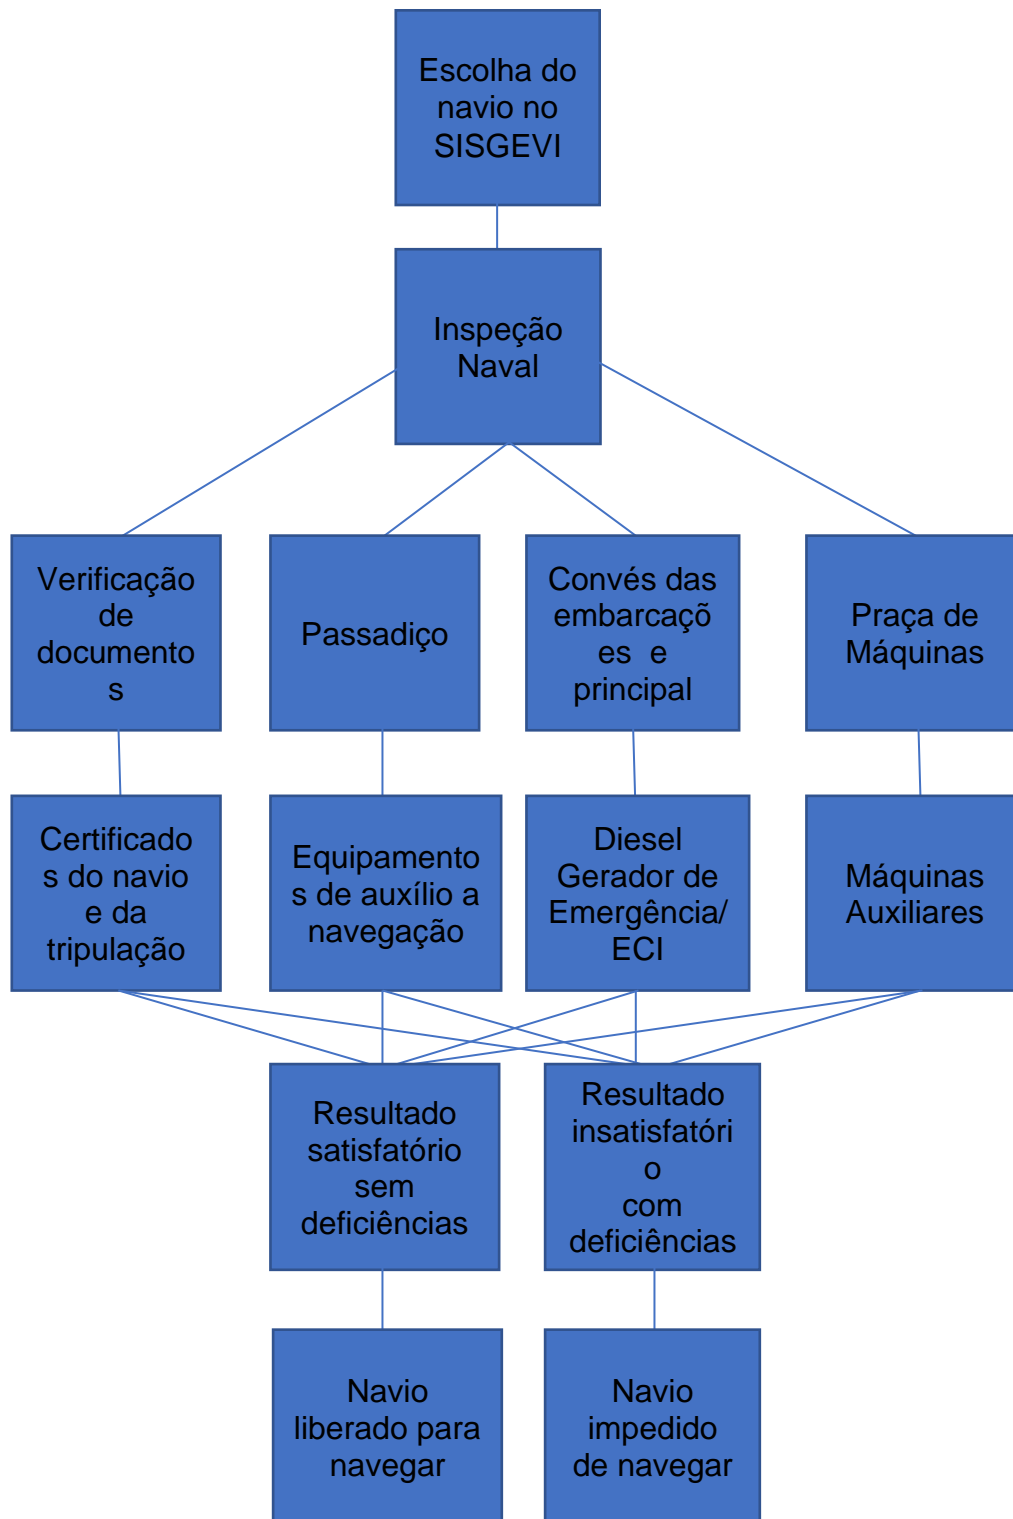 Escolha do
navio no
SISGEVI
Inspeção
Naval
Verificação
de
documento
s
Passadiço
Convés das
embarcaçõ
es e
principal
Praça de
Máquinas
Certificado
s do navio
e da
tripulação
Equipamento
s de auxílio a
navegação
Diesel
Gerador de
Emergência/
ECI
Máquinas
Auxiliares
Resultado
satisfatório
sem
deficiências
Resultado
insatisfatóri
o
com
deficiências
Navio
liberado para
navegar
Navio
impedido
de navegar